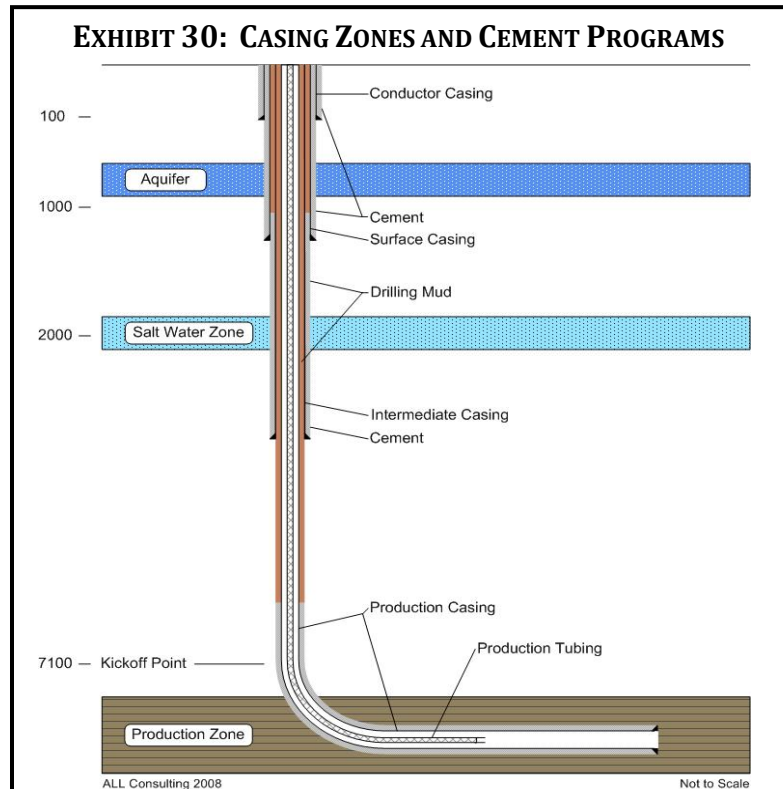 EXHIBIT 30: CASING ZONES AND CEMENT PROGRAMS
Conductor Casing
100
Aquifer
1000
Cement
Surface Casing
Drilling Mud
Salt Water Zone
2000
Intermediate Casing
Cement
Production Casing
Production Tubing
7100
Kickoff Point
Production Zone
ALL Consulting 2008
Not to Scale